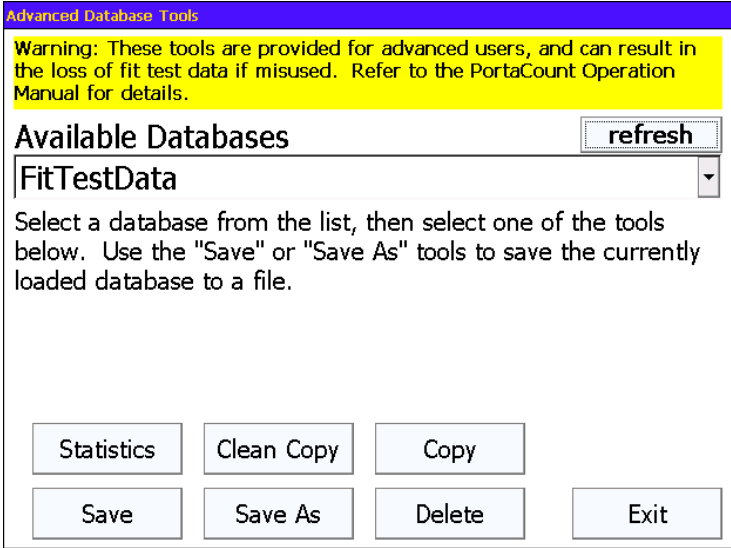 Advanced Database Tools
Warning: These tools are provided for advanced users, and can result in
the loss of fit test data if misused.  Refer to the PortaCount Operation
Manual for details.
Available Databases
refresh
FitTestData
Select a database from the list, then select one of the tools
below.  Use the "Save" or "Save As" tools to save the currently
loaded database to a file.
Statistics
Clean Copy
Copy
Save
Save As
Delete
Exit